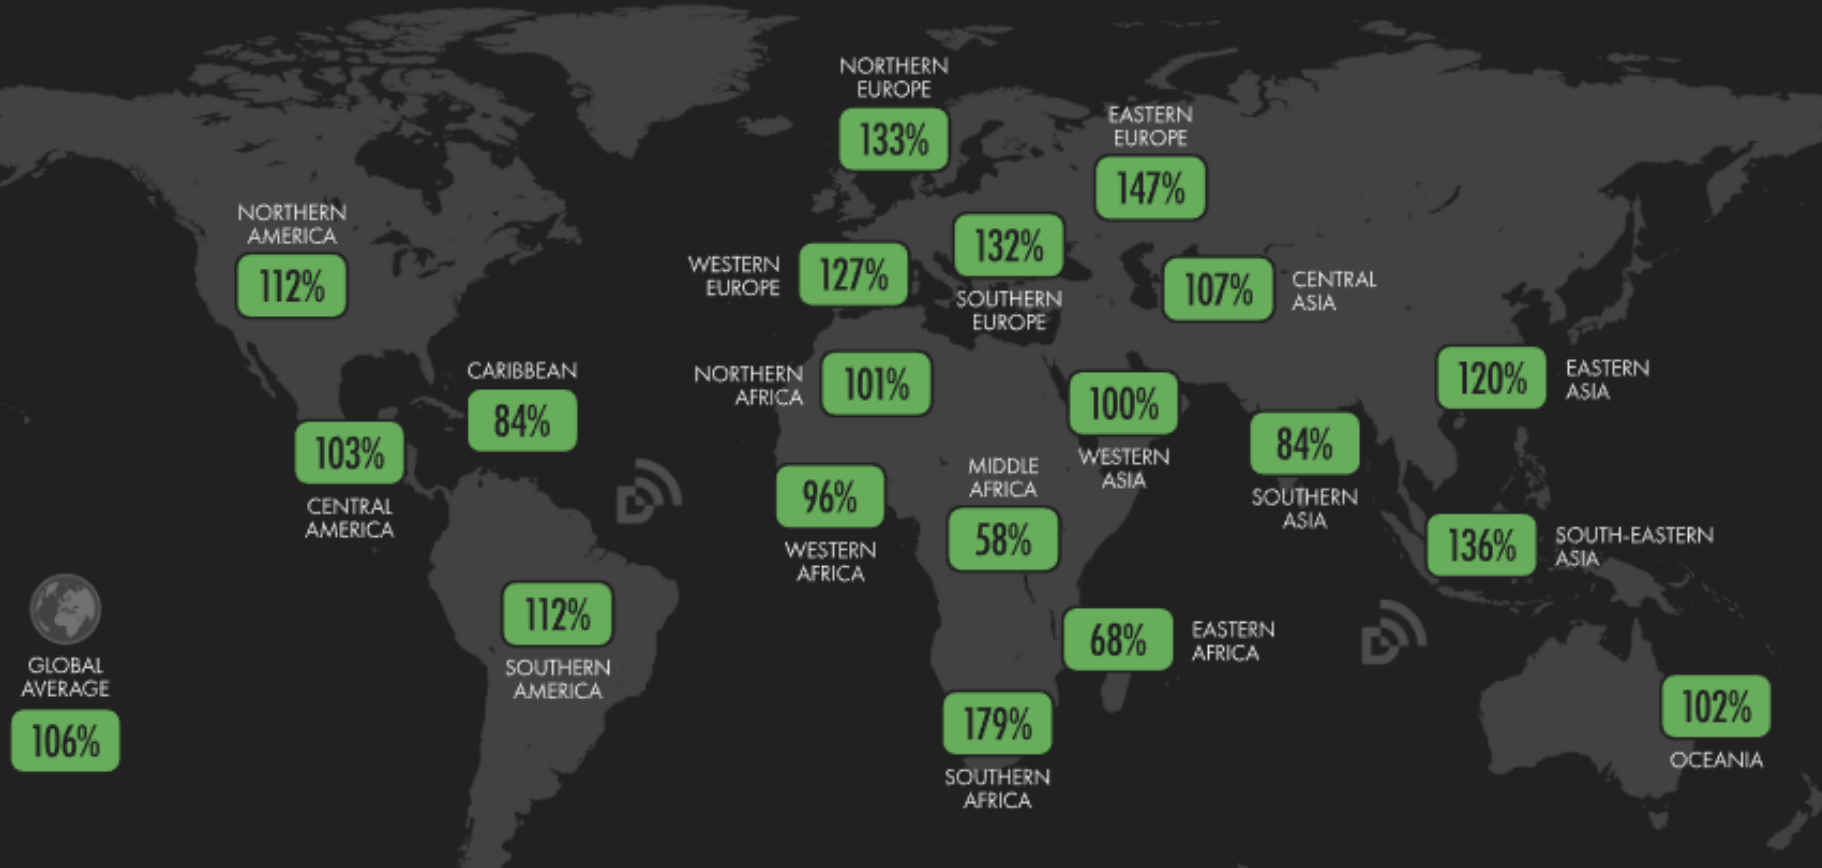 NORTHERN
EUROPE
133%
EASTERN
EUROPE
147%
NORTHERN
AMERICA
112%
WESTERN
EUROPE
127%
132%
SOUTHERN
EUROPE
107%
CENTRAL
ASIA
CARIBBEAN
84%
NORTHERN
AFRICA
101%
100%
WESTERN
ASIA
120%
EASTERN
ASIA
103%
CENTRAL
AMERICA
84%
SOUTHERN
ASIA
96%
WESTERN
AFRICA
MIDDLE
AFRICA
58%
136%
SOUTH-EASTERN
ASIA
112%
SOUTHERN
AMERICA
68%
EASTERN
AFRICA
GLOBAL
AVERAGE
106%
179%
SOUTHERN
AFRICA
102%
OCEANIA